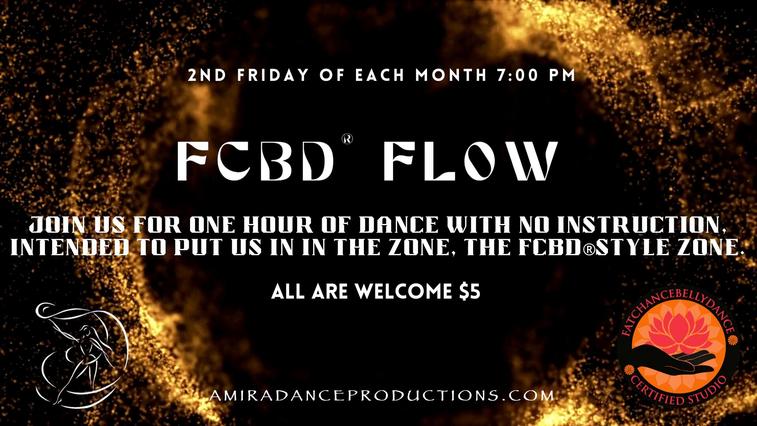 2ND FRIDAY OF EACH MONTH 7:00 PM
FCBD® FLOW
JOIN US FOR ONE HOUR OF DANCE WITH NO INSTRUCTION,
INTENDED TO PUT US IN IN THE ZONE, THE FCBD®STYLE ZONE.
ALL ARE WELCOME $5
FATCHANCEBELLYDANCE
CERTIFIED STUDIO
AMIRADANCEPRODUCTIONS.COM